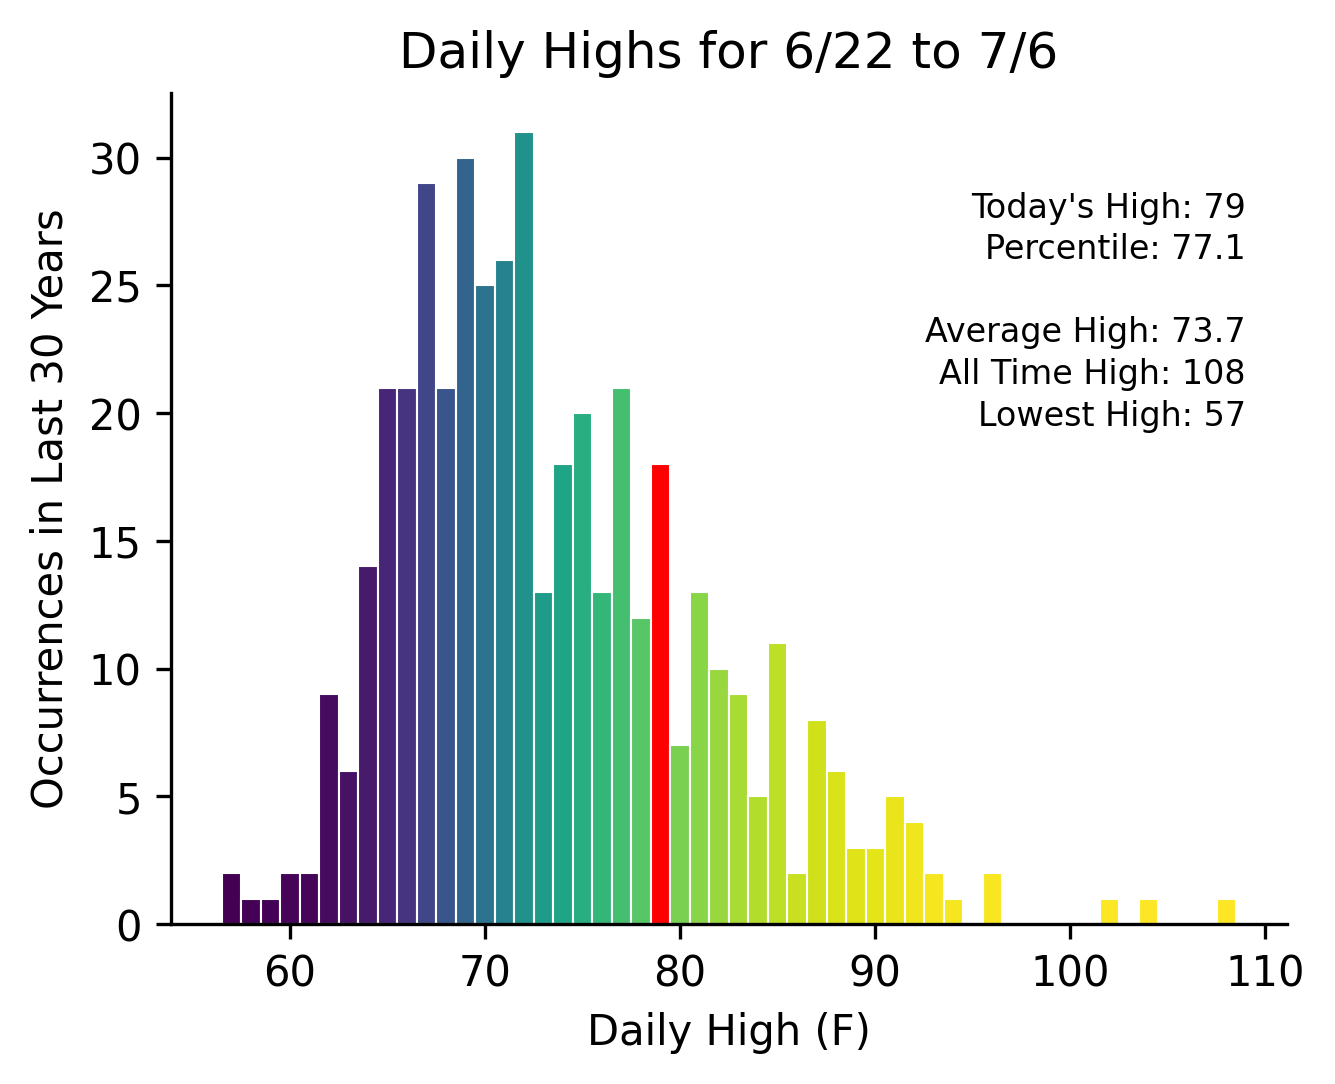 Daily Highs for 6/22 to 7/6
Occurrences in Last 30 Years
30
25
20
15
10
5
0
Today's High: 79
Percentile: 77.1
Average High: 73.7
All Time High: 108
Lowest High: 57
60 70 80 90 100 110
Daily High (F)